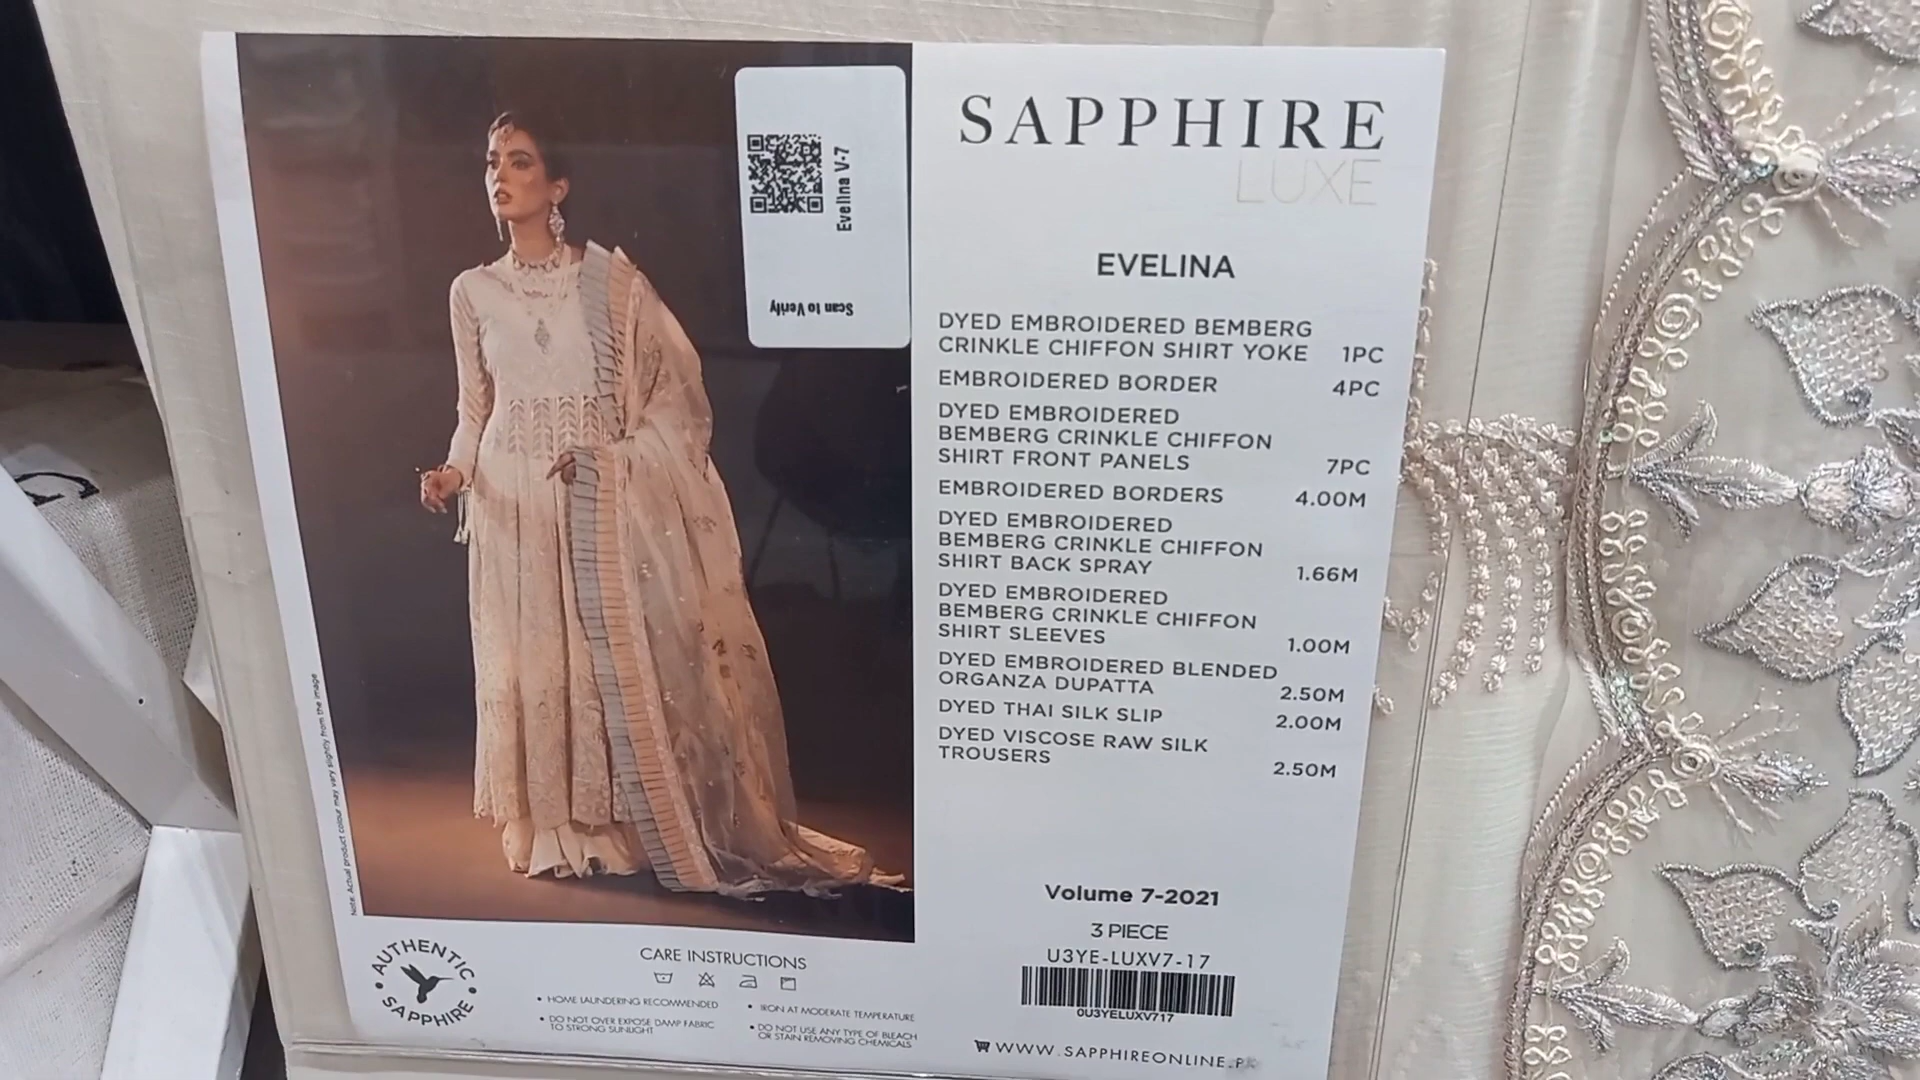 SAPPHIRE
LUXE
EVELINA
DYED EMBROIDERED BEMBERG
CRINKLE CHIFFON SHIRT YOKE 1PC
EMBROIDERED BORDER 4PC
DYED EMBROIDERED
BEMBERG CRINKLE CHIFFON
SHIRT FRONT PANELS 7PC
EMBROIDERED BORDERS 4.00M
DYED EMBROIDERED
BEMBERG CRINKLE CHIFFON
SHIRT BACK SPRAY 1.66M
DYED EMBROIDERED
BEMBERG CRINKLE CHIFFON
SHIRT SLEEVES 1.00M
DYED EMBROIDERED BLENDED
ORGANZA DUPATTA 2.50M
DYED THAI SILK SLIP 2.00M
DYED VISCOSE RAW SILK
TROUSERS 2.50M
Volume 7-2021
3 PIECE
U3YE-LUXV7-17
0U3YELUXV717
WWW.SAPPHIREONLINE.PK
Evelina V-7
Scan to Verify
Note: Actual product colour may vary slightly from the image
AUTHENTIC
SAPPHIRE
CARE INSTRUCTIONS
• HOME LAUNDERING RECOMMENDED
• DO NOT OVER EXPOSE DAMP FABRIC
TO STRONG SUNLIGHT
• IRON AT MODERATE TEMPERATURE
• DO NOT USE ANY TYPE OF BLEACH
OR STAIN REMOVING CHEMICALS